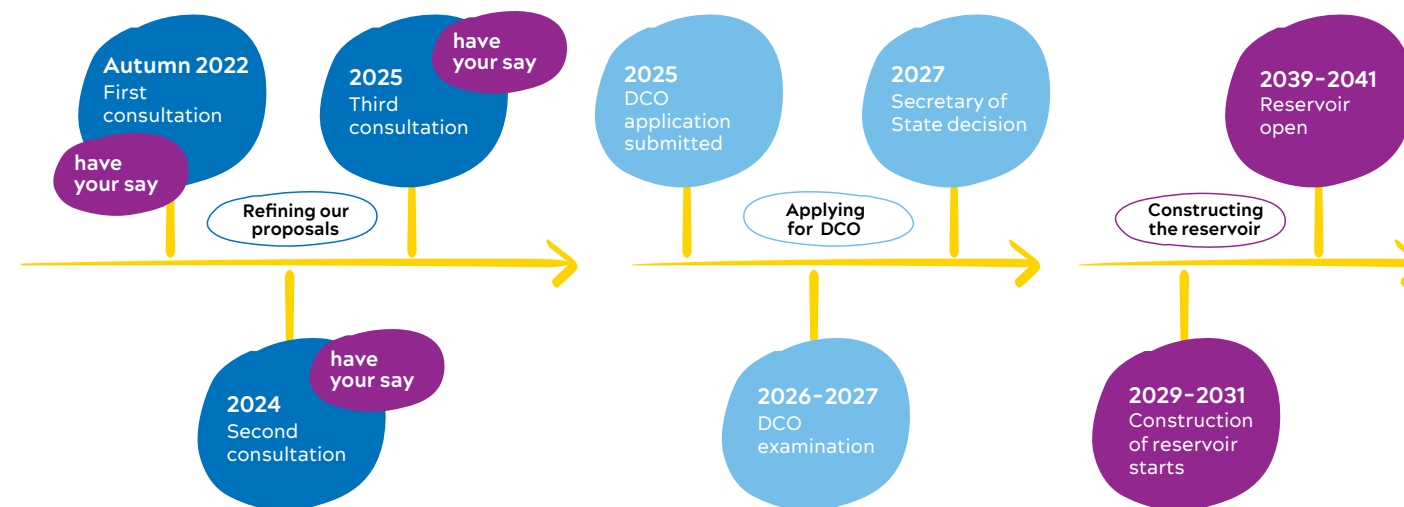 Autumn 2022
First
consultation
have
your say
Refining our
proposals
2024
Second
consultation
have
your say
2025
Third
consultation
have
your say
2025
DCO
application
submitted
Applying
for DCO
2026-2027
DCO
examination
2027
Secretary of
State decision
Constructing
the reservoir
2029-2031
Construction
of reservoir
starts
2039-2041
Reservoir
open